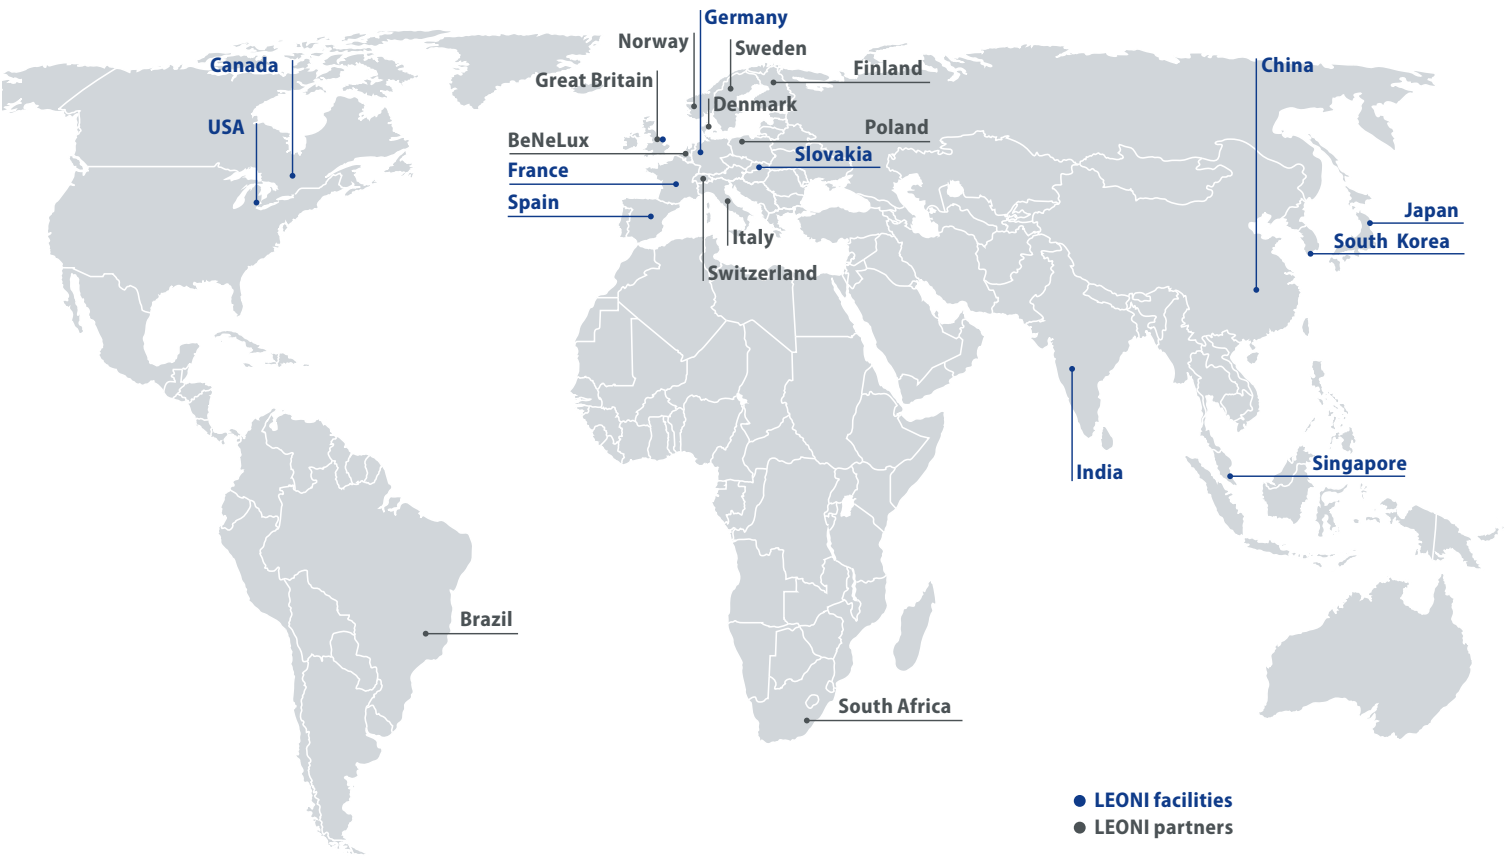 Germany
Norway
Sweden
Canada
Finland
China
Great Britain
Denmark
USA
Poland
BeNeLux
Slovakia
France
Spain
Japan
Italy
South Korea
Switzerland
Singapore
India
Brazil
South Africa
LEONI facilities
LEONI partners